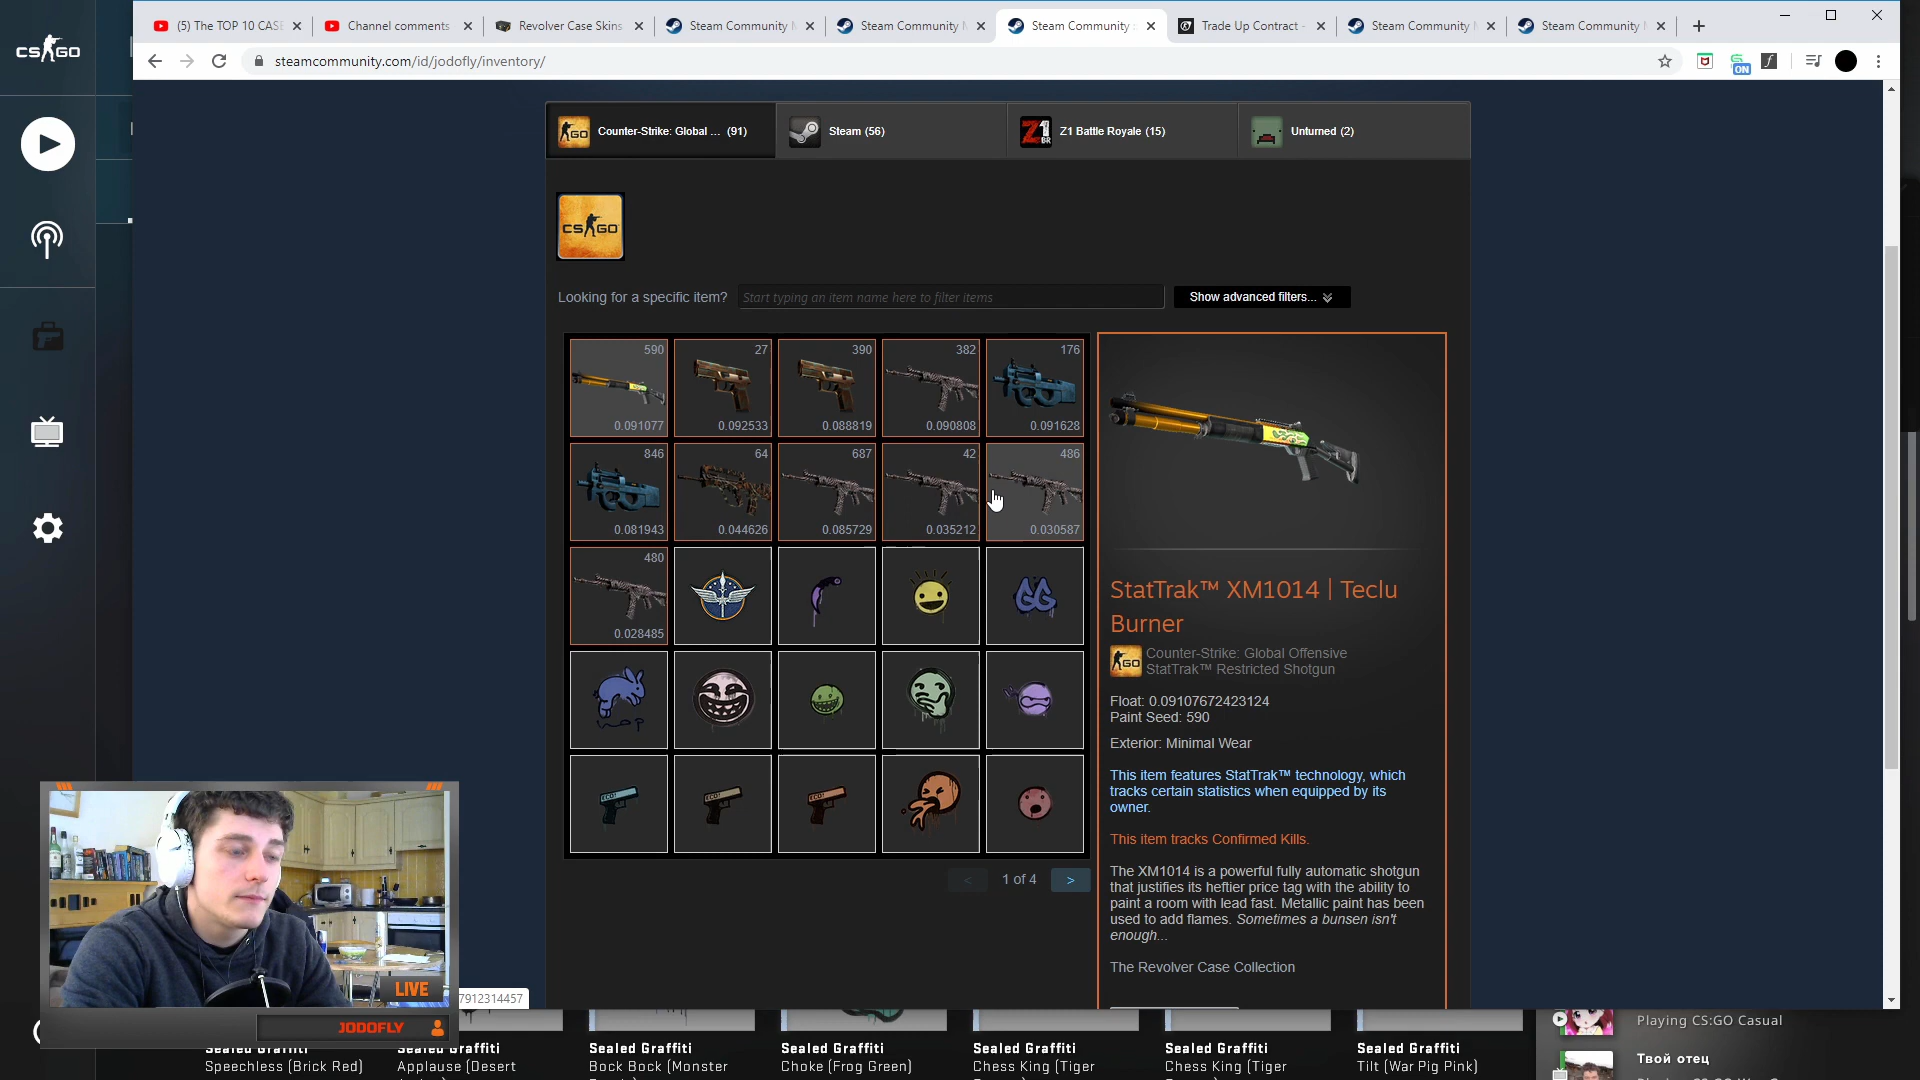 CS GO
(5) The TOP 10 CAS
Channel comments
Revolver Case Skins
Steam Community M
Steam Community M
Steam Community :
Trade Up Contract -
Steam Community M
Steam Community M
steamcommunity.com/id/jodofly/inventory/
ON
Counter-Strike: Global ... (91)
Steam (56)
Z1 Battle Royale (15)
Unturned (2)
CS GO
Looking for a specific item?
Start typing an item name here to filter items
Show advanced filters...
590
27
390
382
176
0.091077
0.092533
0.088819
0.090808
0.091628
846
64
687
42
486
0.081943
0.044626
0.085729
0.035212
0.030587
480
0.028485
1 of 4
StatTrak™ XM1014 | Teclu
Burner
Counter-Strike: Global Offensive
StatTrak™ Restricted Shotgun
Float: 0.09107672423124
Paint Seed: 590
Exterior: Minimal Wear
This item features StatTrak™ technology, which
tracks certain statistics when equipped by its
owner.
This item tracks Confirmed Kills.
The XM1014 is a powerful fully automatic shotgun
that justifies its heftier price tag with the ability to
paint a room with lead fast. Metallic paint has been
used to add flames. Sometimes a bunsen isn't
enough...
The Revolver Case Collection
7912314457
LIVE
JODOFLY
Sealed Graffiti
Speechless (Brick Red)
Sealed Graffiti
Applause (Desert
Sealed Graffiti
Bock Bock (Monster
Sealed Graffiti
Choke (Frog Green)
Sealed Graffiti
Chess King (Tiger
Sealed Graffiti
Chess King (Tiger
Sealed Graffiti
Tilt (War Pig Pink)
Playing CS:GO Casual
Твой отец